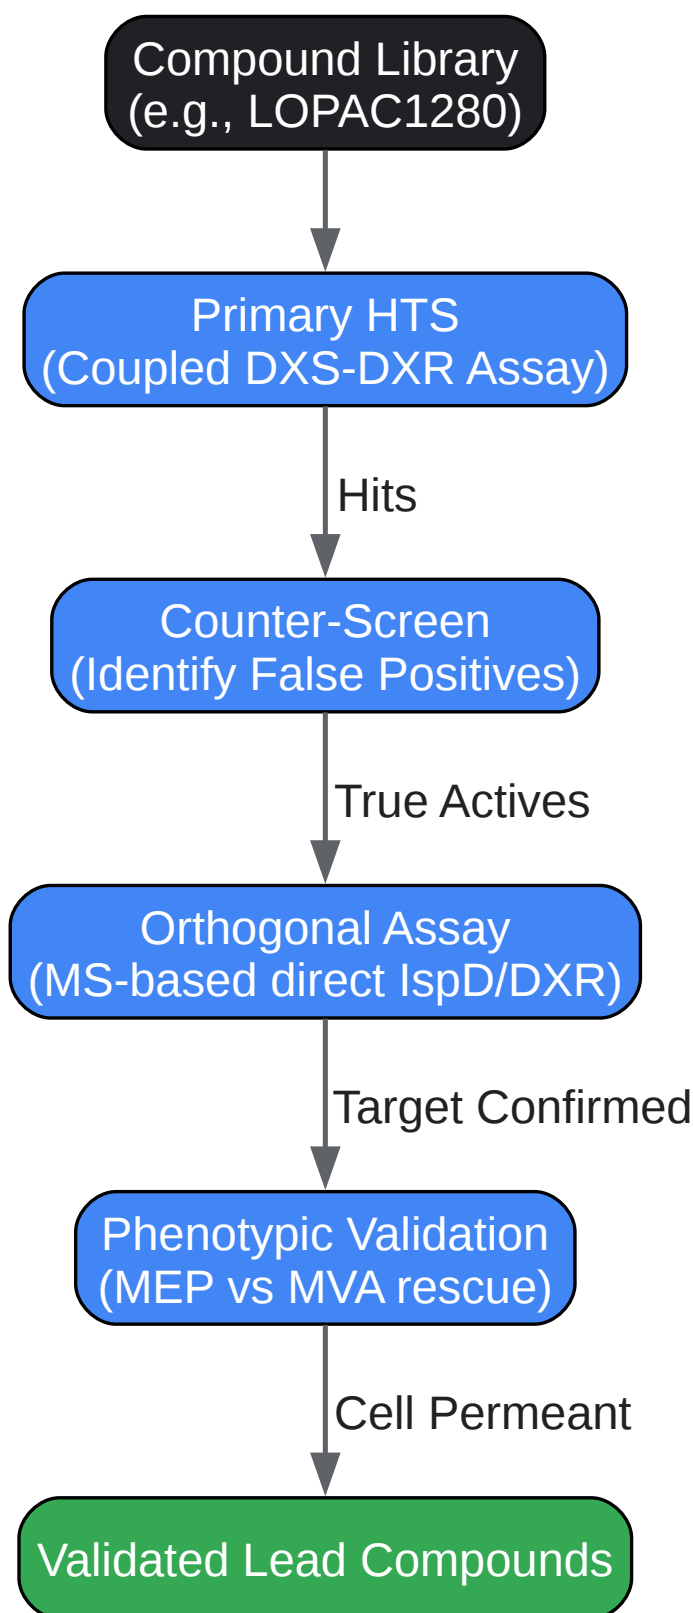 Compound Library
(e.g., LOPAC1280)
Primary HTS
(Coupled DXS-DXR Assay)
Hits
Counter-Screen
(Identify False Positives)
True Actives
Orthogonal Assay
(MS-based direct IspD/DXR)
Target Confirmed
Phenotypic Validation
(MEP vs MVA rescue)
Cell Permeant
Validated Lead Compounds